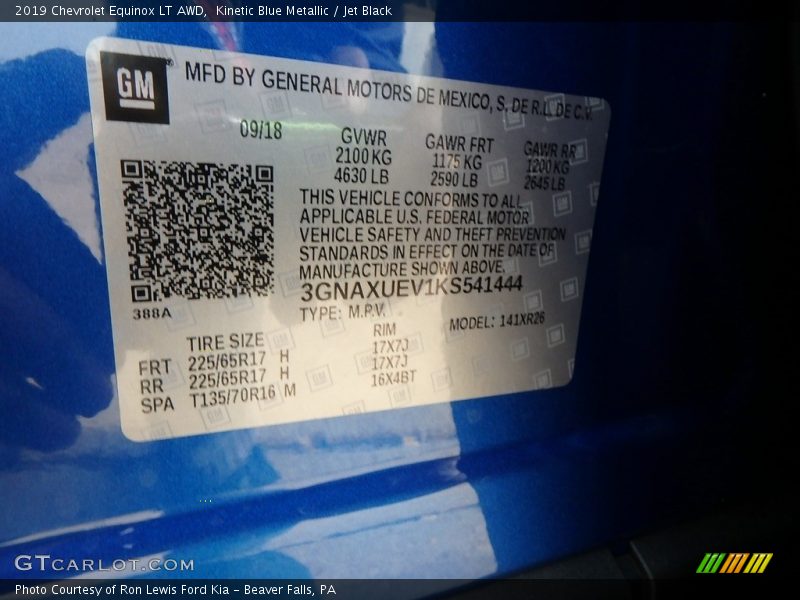 2019 Chevrolet Equinox LT AWD,  Kinetic Blue Metallic / Jet Black
GM
MFD BY GENERAL MOTORS DE MEXICO, S. DE R.L. DE C.V.
09/18
GVWR GAWR FRT GAWR RR
2100 KG 1175 KG 1200 KG
4630 LB 2590 LB 2645 LB
THIS VEHICLE CONFORMS TO ALL
APPLICABLE U.S. FEDERAL MOTOR
VEHICLE SAFETY AND THEFT PREVENTION
STANDARDS IN EFFECT ON THE DATE OF
MANUFACTURE SHOWN ABOVE.
3GNAXUEV1KS541444
388A
TYPE: M.P.V. MODEL: 141XR26
TIRE SIZE RIM
FRT 225/65R17 H 17X7J
RR 225/65R17 H 17X7J
SPA T135/70R16 M 16X4BT
GTCARLOT.COM
Photo Courtesy of Ron Lewis Ford Kia – Beaver Falls, PA